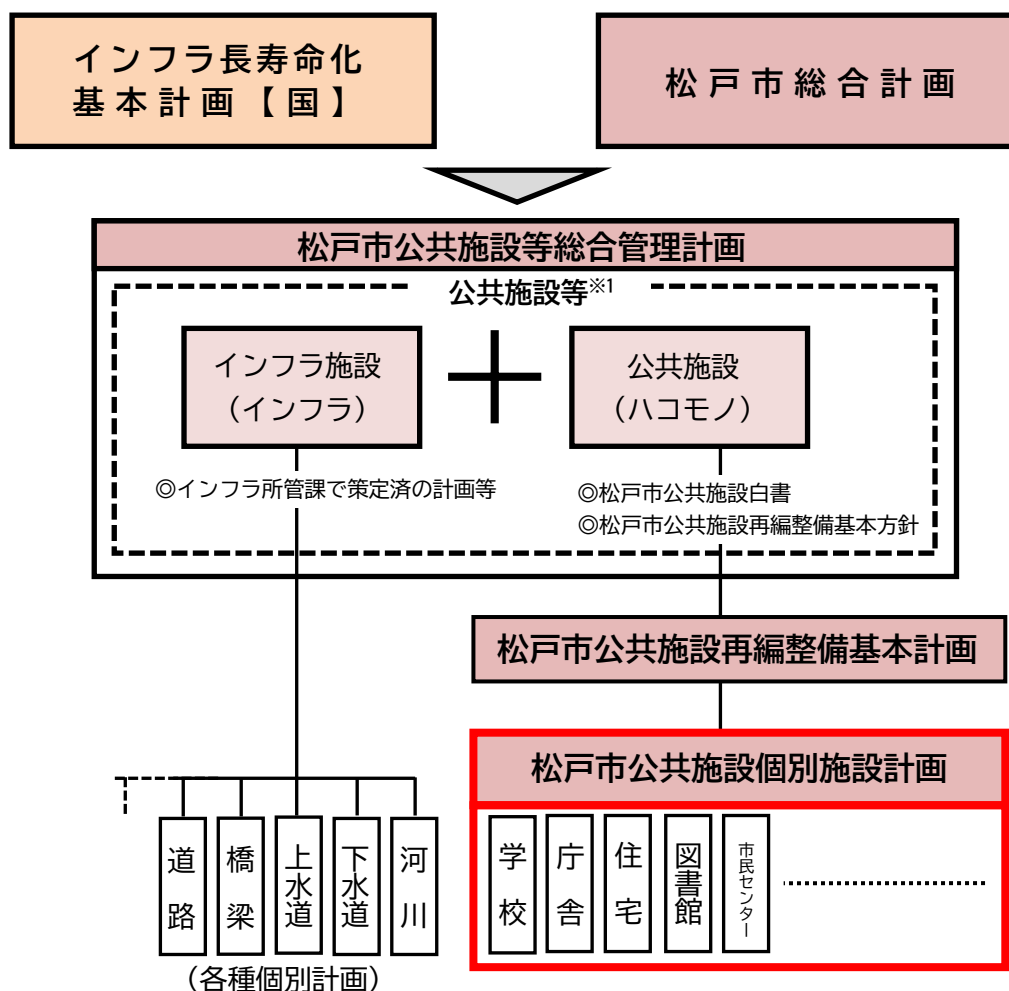 インフラ長寿命化
基本計画【国】
松戸市総合計画
松戸市公共施設等総合管理計画
公共施設等※1
インフラ施設
（インフラ）
公共施設
（ハコモノ）
◎インフラ所管課で策定済の計画等
◎松戸市公共施設白書
◎松戸市公共施設再編整備基本方針
松戸市公共施設再編整備基本計画
松戸市公共施設個別施設計画
道路
橋梁
上水道
下水道
河川
（各種個別計画）
学校
庁舎
住宅
図書館
市民センター